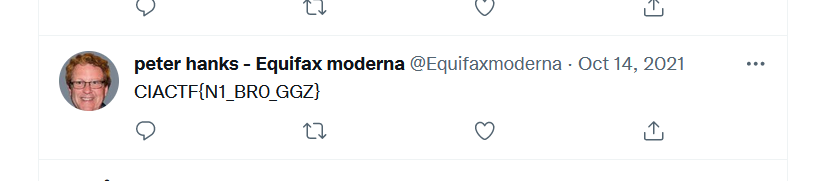 peter hanks - Equifax moderna @Equifaxmoderna · Oct 14, 2021
CIACTF{N1_BR0_GGZ}